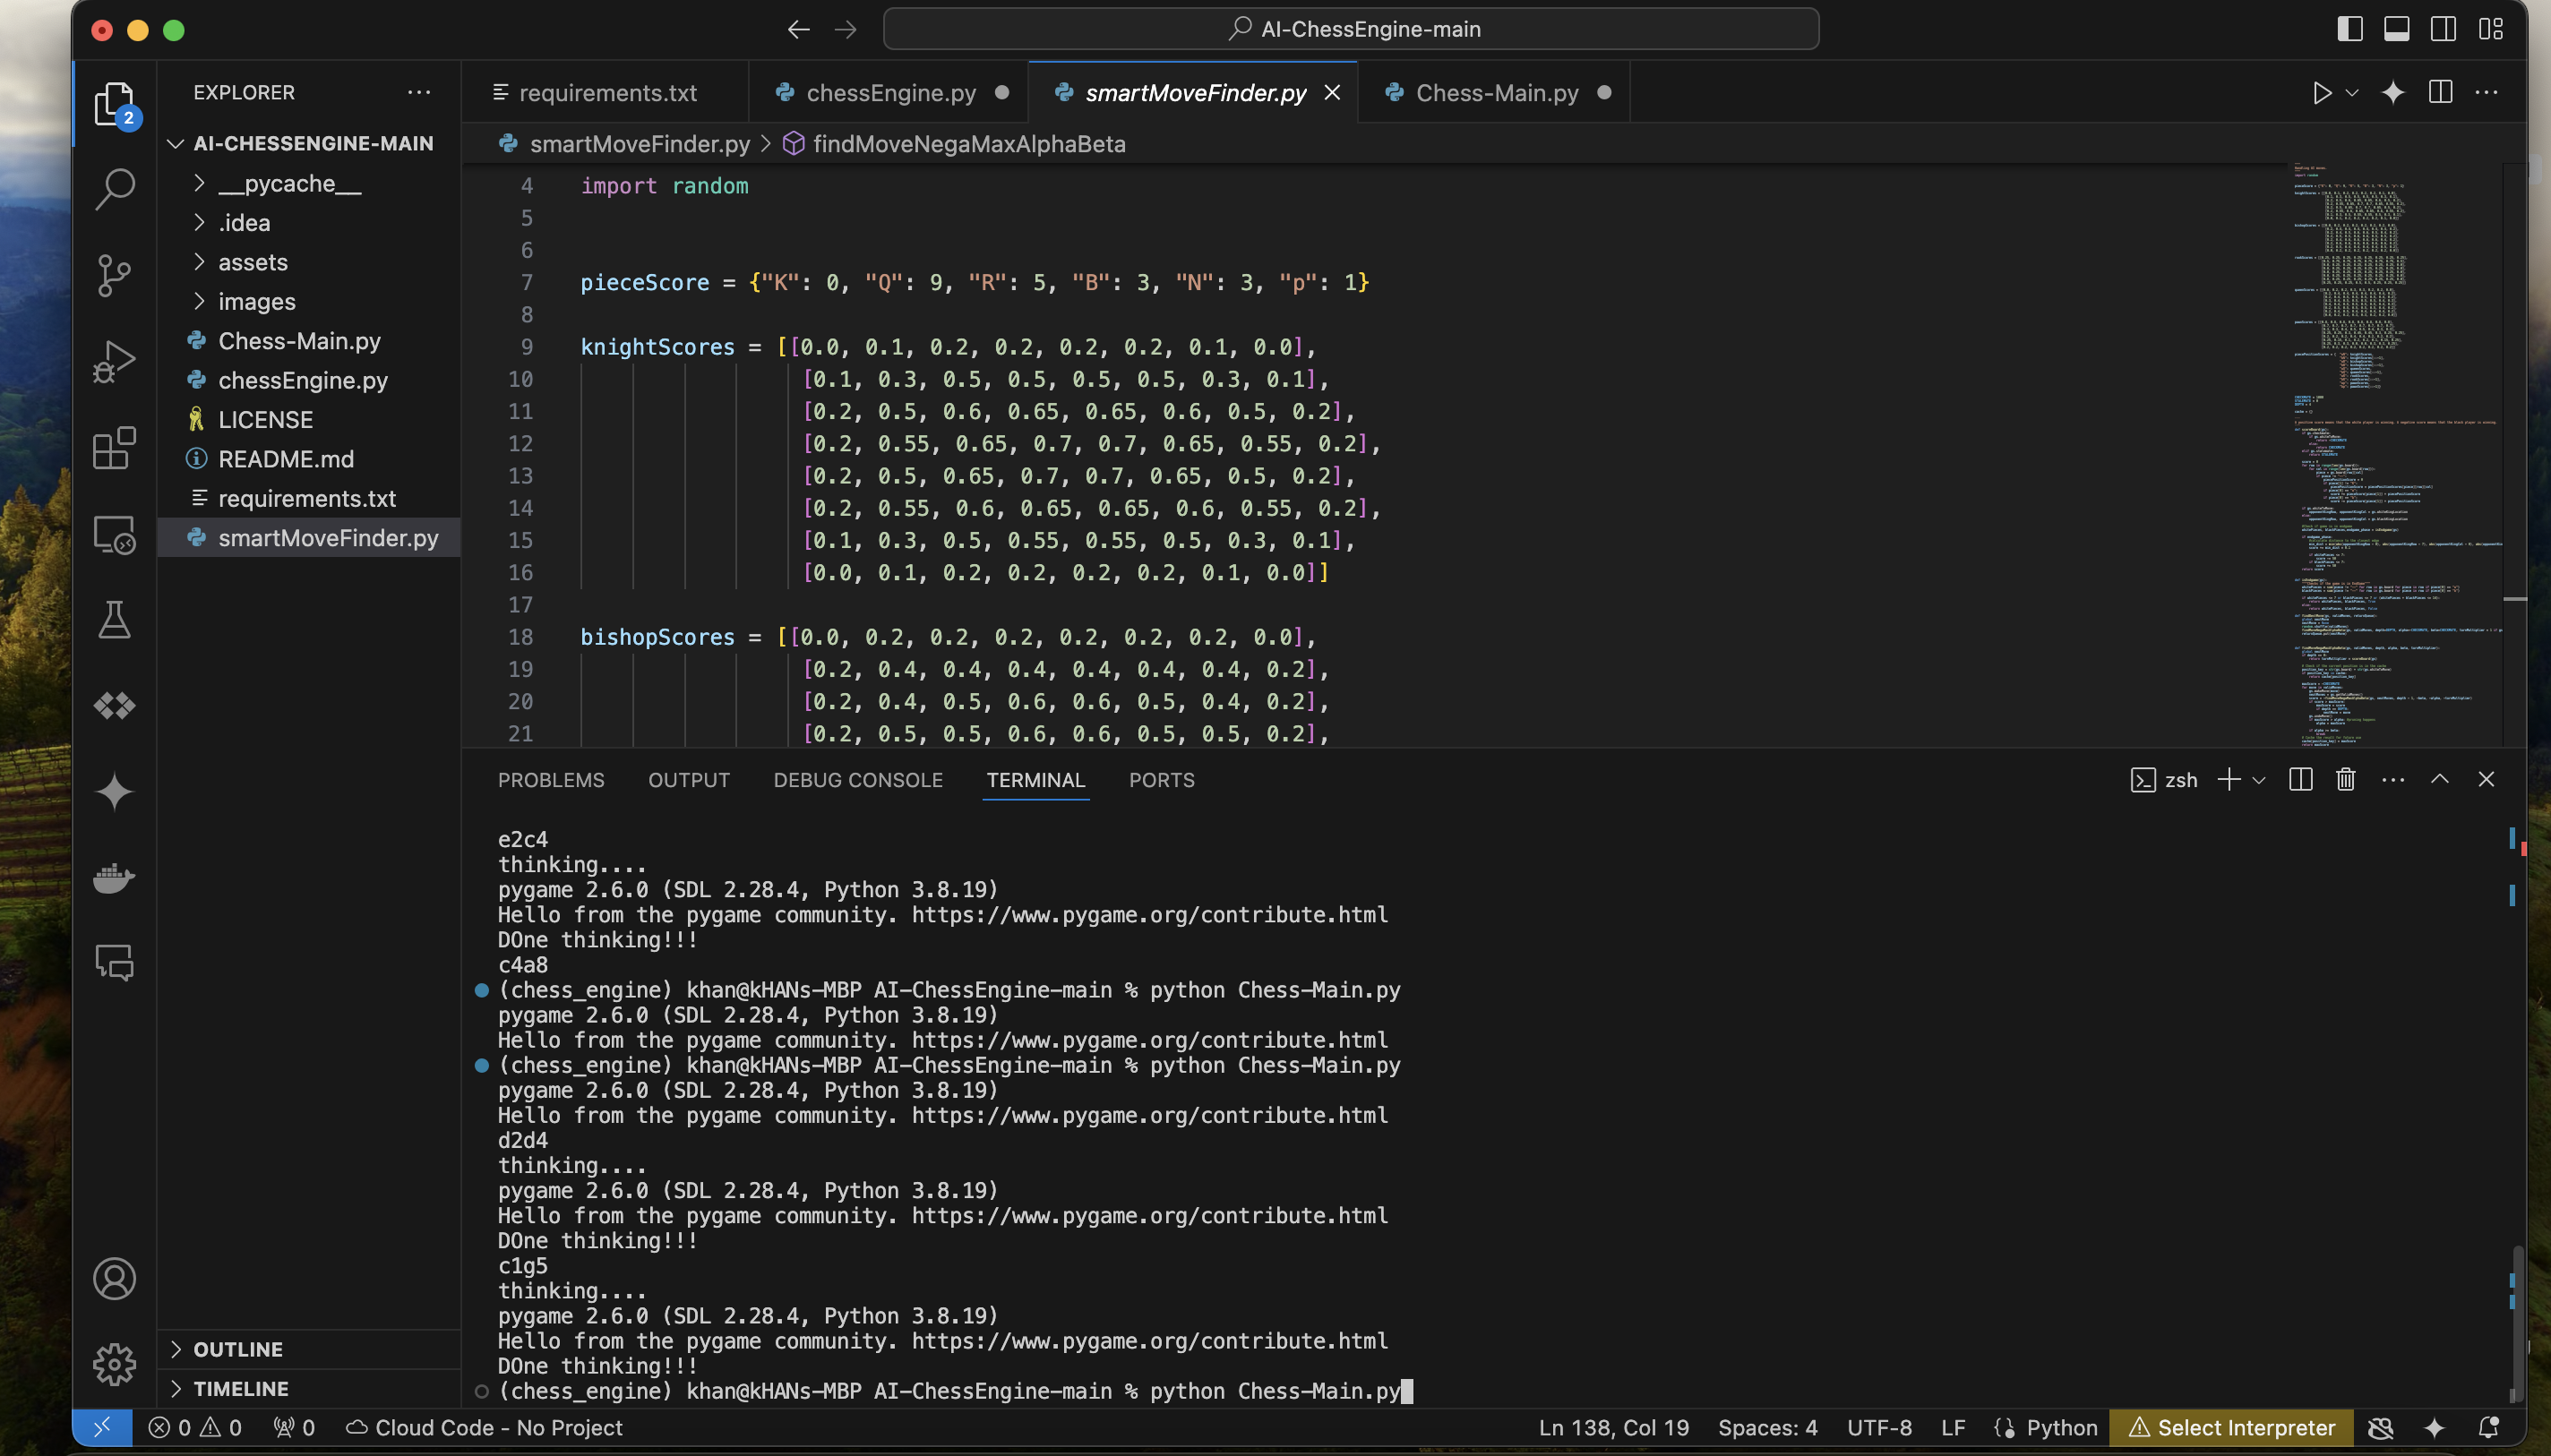 AI-ChessEngine-main
EXPLORER
requirements.txt
chessEngine.py
smartMoveFinder.py
Chess-Main.py
2
AI-CHESSENGINE-MAIN
smartMoveFinder.py > findMoveNegaMaxAlphaBeta
__pycache__
.idea
assets
images
Chess-Main.py
chessEngine.py
LICENSE
README.md
requirements.txt
smartMoveFinder.py
OUTLINE
TIMELINE
4 import random
5
6
7 pieceScore = {"K": 0, "Q": 9, "R": 5, "B": 3, "N": 3, "p": 1}
8
9 knightScores = [[0.0, 0.1, 0.2, 0.2, 0.2, 0.2, 0.1, 0.0],
10 [0.1, 0.3, 0.5, 0.5, 0.5, 0.5, 0.3, 0.1],
11 [0.2, 0.5, 0.6, 0.65, 0.65, 0.6, 0.5, 0.2],
12 [0.2, 0.55, 0.65, 0.7, 0.7, 0.65, 0.55, 0.2],
13 [0.2, 0.5, 0.65, 0.7, 0.7, 0.65, 0.5, 0.2],
14 [0.2, 0.55, 0.6, 0.65, 0.65, 0.6, 0.55, 0.2],
15 [0.1, 0.3, 0.5, 0.55, 0.55, 0.5, 0.3, 0.1],
16 [0.0, 0.1, 0.2, 0.2, 0.2, 0.2, 0.1, 0.0]]
17
18 bishopScores = [[0.0, 0.2, 0.2, 0.2, 0.2, 0.2, 0.2, 0.0],
19 [0.2, 0.4, 0.4, 0.4, 0.4, 0.4, 0.4, 0.2],
20 [0.2, 0.4, 0.5, 0.6, 0.6, 0.5, 0.4, 0.2],
21 [0.2, 0.5, 0.5, 0.6, 0.6, 0.5, 0.5, 0.2],
PROBLEMS OUTPUT DEBUG CONSOLE TERMINAL PORTS
zsh
e2c4
thinking....
pygame 2.6.0 (SDL 2.28.4, Python 3.8.19)
Hello from the pygame community. https://www.pygame.org/contribute.html
DOne thinking!!!
c4a8
(chess_engine) khan@kHANs-MBP AI-ChessEngine-main % python Chess-Main.py
pygame 2.6.0 (SDL 2.28.4, Python 3.8.19)
Hello from the pygame community. https://www.pygame.org/contribute.html
(chess_engine) khan@kHANs-MBP AI-ChessEngine-main % python Chess-Main.py
pygame 2.6.0 (SDL 2.28.4, Python 3.8.19)
Hello from the pygame community. https://www.pygame.org/contribute.html
d2d4
thinking....
pygame 2.6.0 (SDL 2.28.4, Python 3.8.19)
Hello from the pygame community. https://www.pygame.org/contribute.html
DOne thinking!!!
c1g5
thinking....
pygame 2.6.0 (SDL 2.28.4, Python 3.8.19)
Hello from the pygame community. https://www.pygame.org/contribute.html
DOne thinking!!!
(chess_engine) khan@kHANs-MBP AI-ChessEngine-main % python Chess-Main.py
0 0 0 Cloud Code - No Project Ln 138, Col 19 Spaces: 4 UTF-8 LF Python Select Interpreter